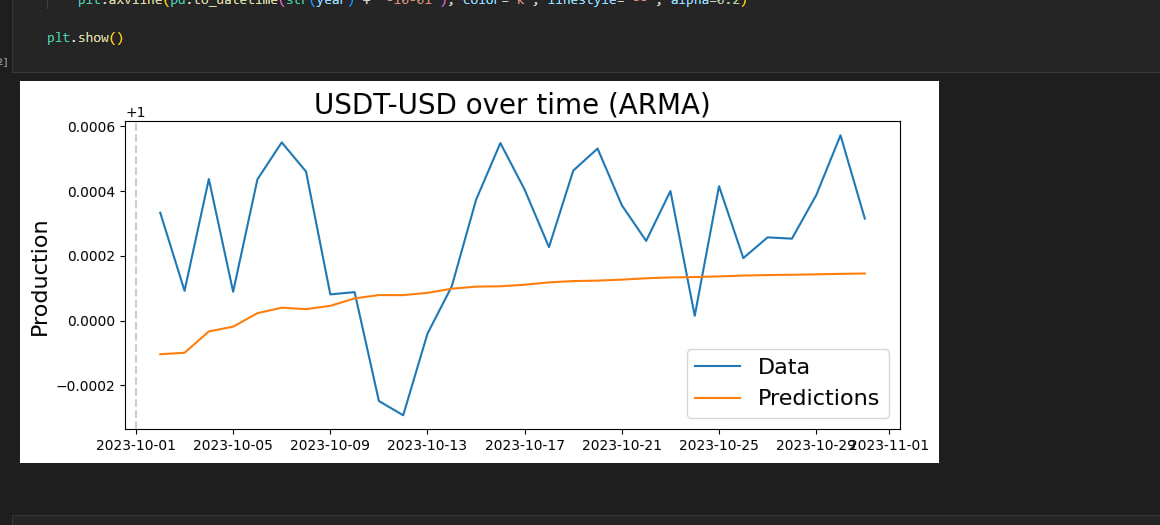 plt.axvline(pd.to_datetime(str(year) + '-10-01'), color='k', linestyle='--', alpha=0.2)
plt.show()
2]
USDT-USD over time (ARMA)
+1
0.0006
0.0004
0.0002
0.0000
−0.0002
Production
Data
Predictions
2023-10-01 2023-10-05 2023-10-09 2023-10-13 2023-10-17 2023-10-21 2023-10-25 2023-10-29 2023-11-01